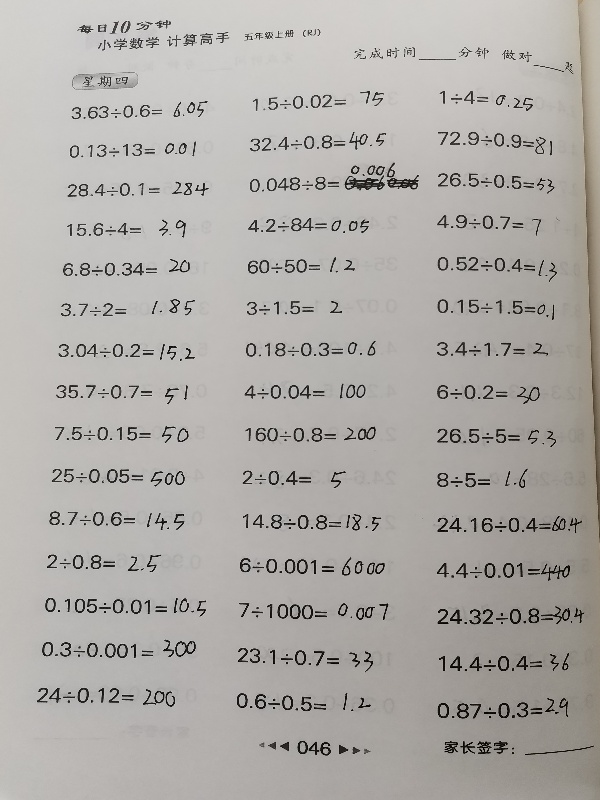 每日10分钟
小学数学 计算高手 五年级上册 (RJ)
完成时间_____分钟 做对____题
星期四
3.63÷0.6= 6.05 1.5÷0.02= 75 1÷4= 0.25
0.13÷13= 0.01 32.4÷0.8= 40.5 72.9÷0.9= 81
28.4÷0.1= 284 0.048÷8= 0.006 26.5÷0.5= 53
15.6÷4= 3.9 4.2÷84= 0.05 4.9÷0.7= 7
6.8÷0.34= 20 60÷50= 1.2 0.52÷0.4= 1.3
3.7÷2= 1.85 3÷1.5= 2 0.15÷1.5= 0.1
3.04÷0.2= 15.2 0.18÷0.3= 0.6 3.4÷1.7= 2
35.7÷0.7= 51 4÷0.04= 100 6÷0.2= 30
7.5÷0.15= 50 160÷0.8= 200 26.5÷5= 5.3
25÷0.05= 500 2÷0.4= 5 8÷5= 1.6
8.7÷0.6= 14.5 14.8÷0.8= 18.5 24.16÷0.4= 60.4
2÷0.8= 2.5 6÷0.001= 6000 4.4÷0.01= 440
0.105÷0.01= 10.5 7÷1000= 0.007 24.32÷0.8= 30.4
0.3÷0.001= 300 23.1÷0.7= 33 14.4÷0.4= 36
24÷0.12= 200 0.6÷0.5= 1.2 0.87÷0.3= 2.9
046
家长签字：________